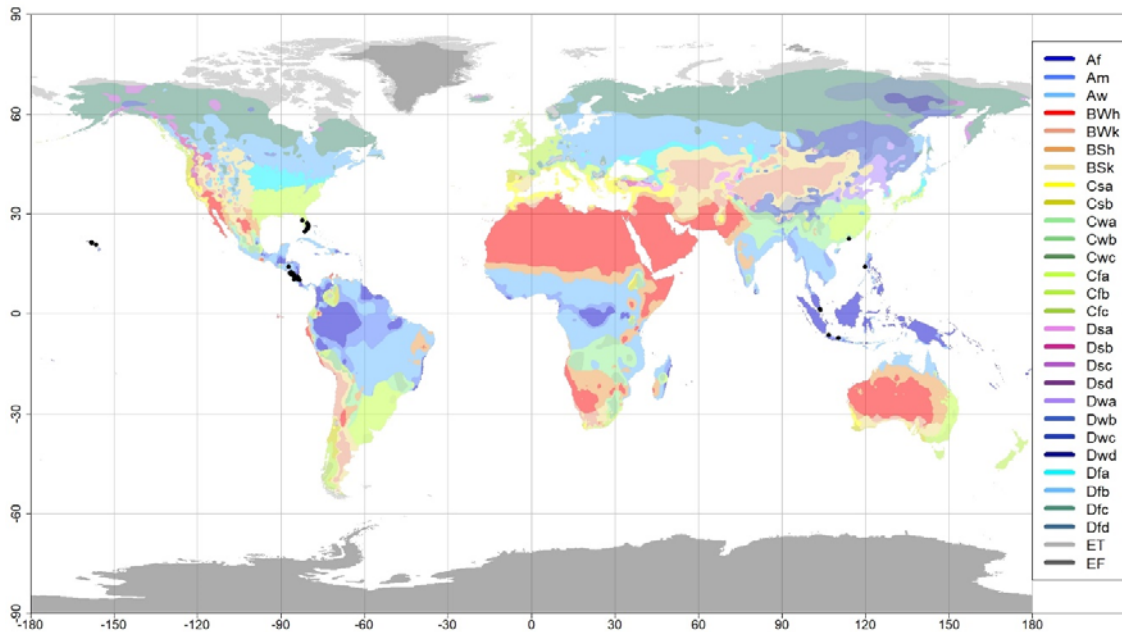 90
60
30
0
-30
-60
-90
-180 -150 -120 -90 -60 -30 0 30 60 90 120 150 180
Af
Am
Aw
BWh
BWk
BSh
BSk
Csa
Csb
Cwa
Cwb
Cwc
Cfa
Cfb
Cfc
Dsa
Dsb
Dsc
Dsd
Dwa
Dwb
Dwc
Dwd
Dfa
Dfb
Dfc
Dfd
ET
EF